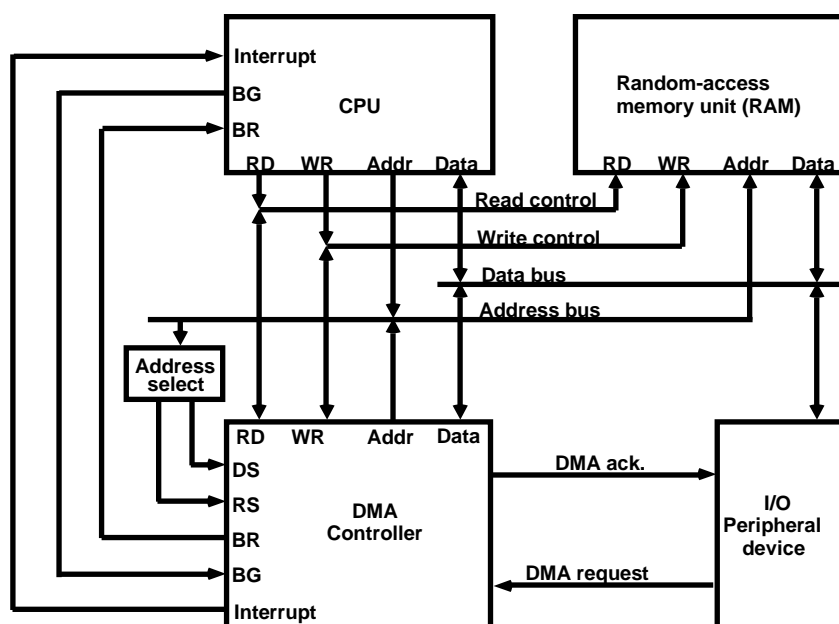 Interrupt
BG
CPU
BR
RD WR Addr Data
Random-access
memory unit (RAM)
RD WR Addr Data
Read control
Write control
Data bus
Address bus
Address
select
RD WR Addr Data
DS
RS
BR
BG
Interrupt
DMA
Controller
DMA ack.
DMA request
I/O
Peripheral
device